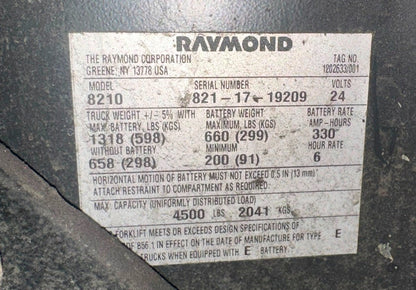 RAYMOND
THE RAYMOND CORPORATION TAG NO.
GREENE, NY 13778 USA 1202633/001
MODEL SERIAL NUMBER VOLTS
8210 821-17-19209 24
TRUCK WEIGHT +/- 5% WITH BATTERY WEIGHT BATTERY RATE
MAX. BATTERY, LBS (KGS) MAXIMUM, LBS (KGS) AMP-HOURS
1318 (598) 660 (299) 330
WITHOUT BATTERY MINIMUM HOUR RATE
658 (298) 200 (91) 6
HORIZONTAL MOTION OF BATTERY MUST NOT EXCEED 0.5 IN (13 mm)
ATTACH RESTRAINT TO COMPARTMENT AS REQUIRED.
MAX. CAPACITY (UNIFORMLY DISTRIBUTED LOAD)
4500 LBS 2041 KGS
FORKLIFT MEETS OR EXCEEDS DESIGN SPECIFICATIONS OF
B56.1 IN EFFECT ON THE DATE OF MANUFACTURE FOR TYPE E
TRUCKS WHEN EQUIPPED WITH E BATTERY.